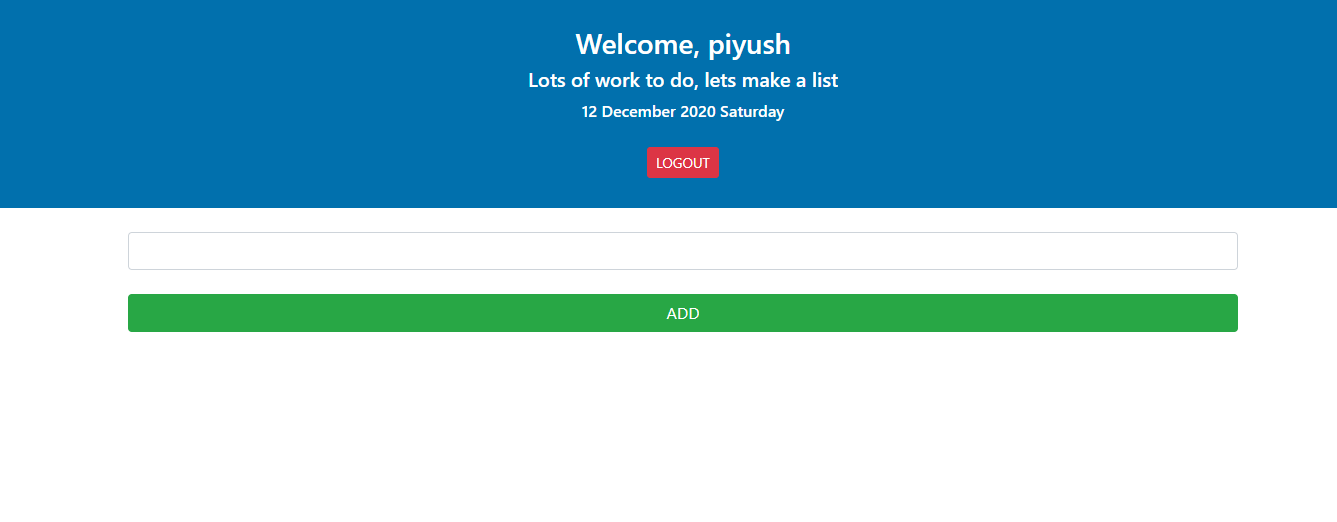 Welcome, piyush
Lots of work to do, lets make a list
12 December 2020 Saturday
LOGOUT
ADD